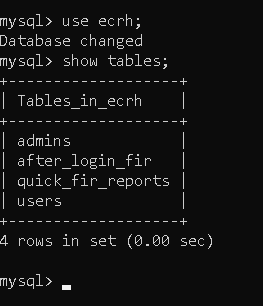 mysql> use ecrh;
Database changed
mysql> show tables;
+-------------------+
| Tables_in_ecrh    |
+-------------------+
| admins            |
| after_login_fir   |
| quick_fir_reports |
| users             |
+-------------------+
4 rows in set (0.00 sec)
mysql> _